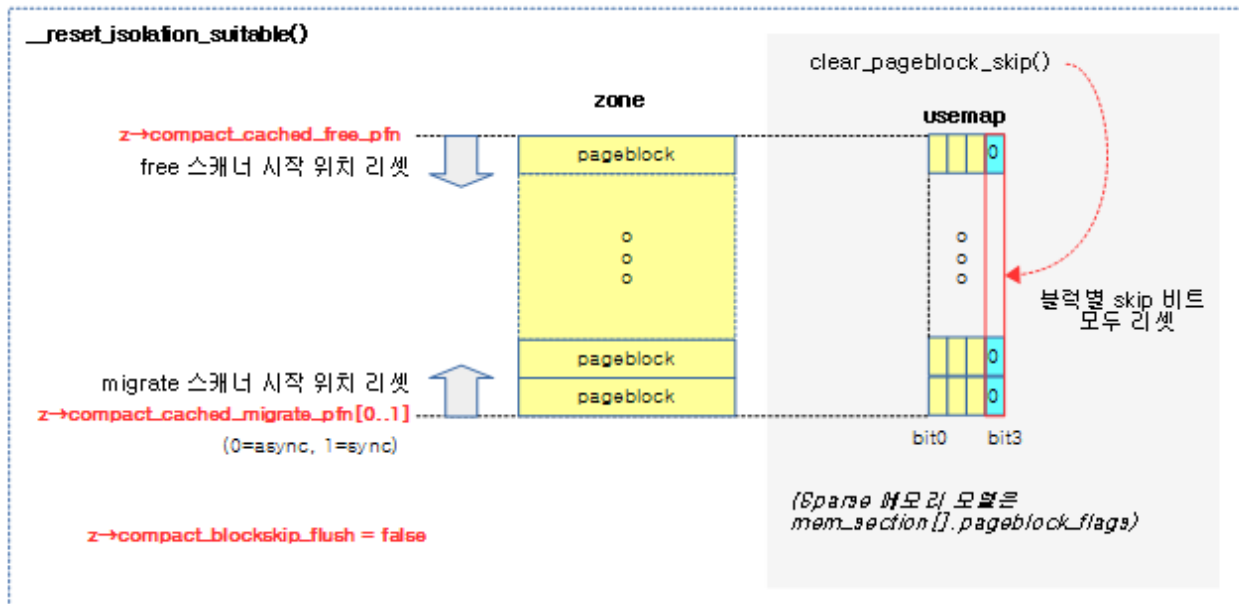 __reset_isolation_suitable()
clear_pageblock_skip()
zone
usemap
z→compact_cached_free_pfn
free 스캐너 시작 위치 리셋
pageblock
0
블럭별 skip 비트
모두 리셋
pageblock
0
migrate 스캐너 시작 위치 리셋
pageblock
0
z→compact_cached_migrate_pfn[0..1]
(0=async, 1=sync)
bit0
bit3
(Sparse 메모리 모델은
mem_section[].pageblock_flags)
z→compact_blockskip_flush = false